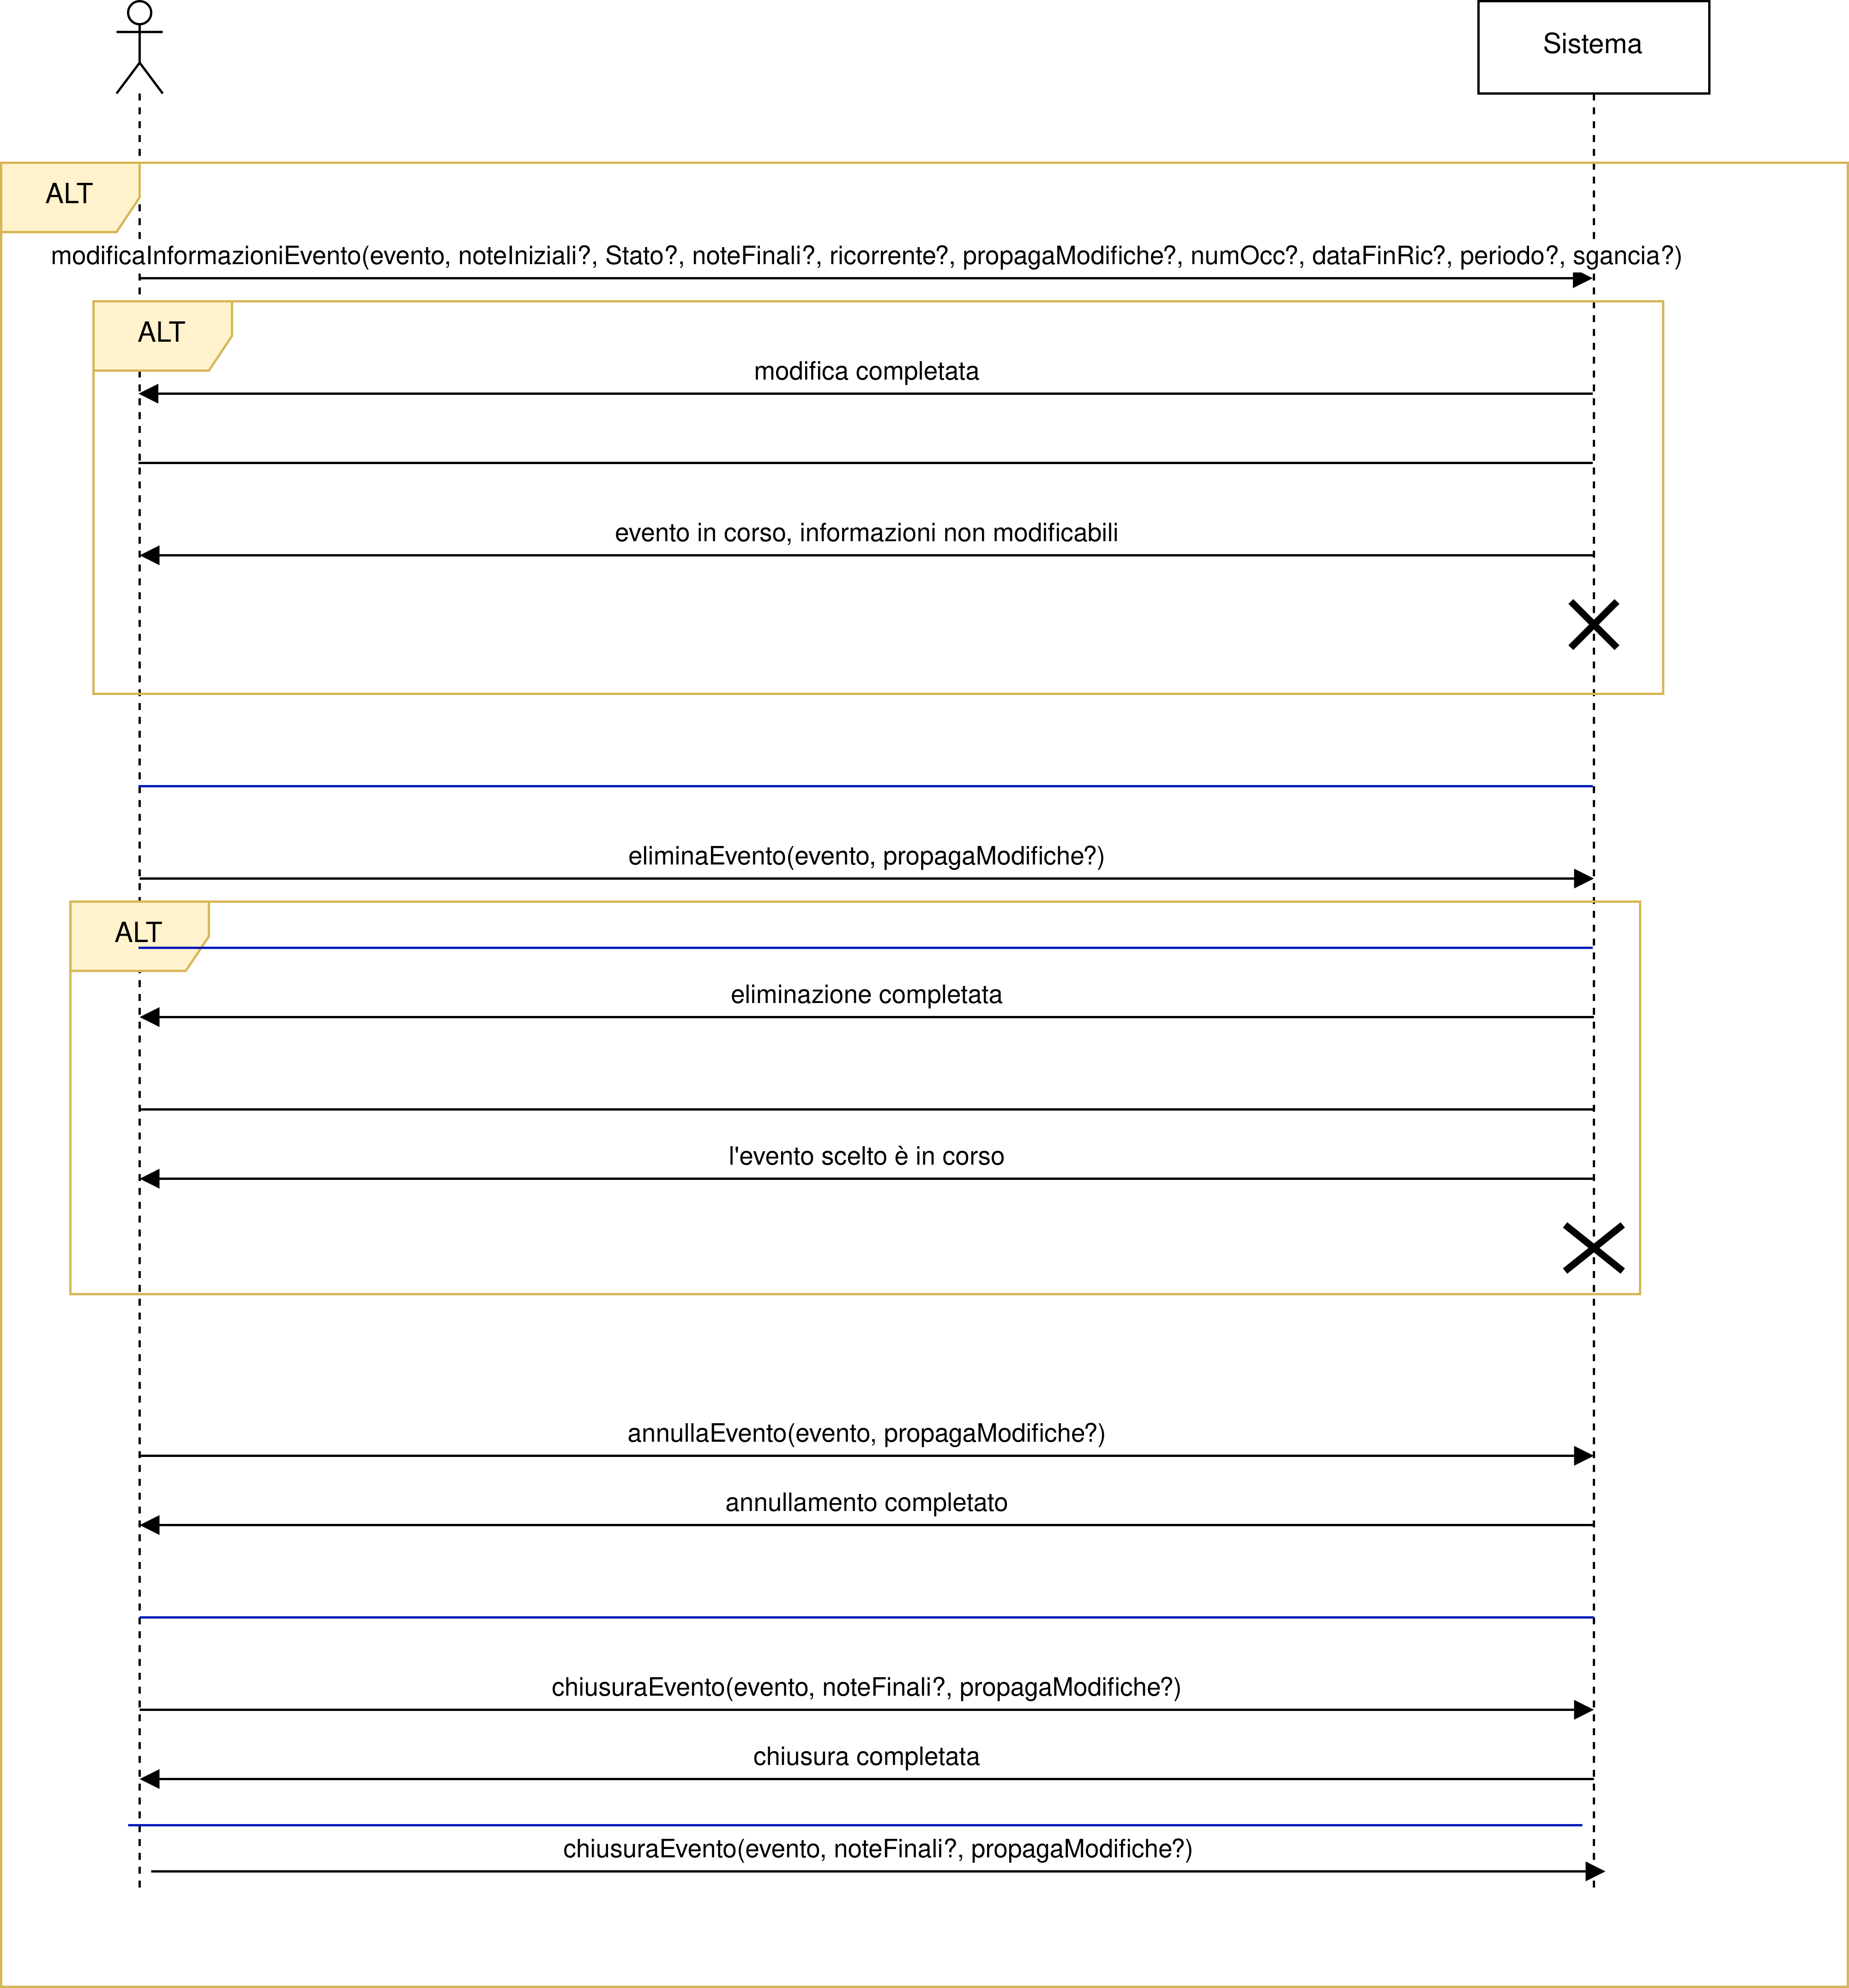 Sistema
ALT
modificaInformazioniEvento(evento, noteIniziali?, Stato?, noteFinali?, ricorrente?, propagaModifiche?, numOcc?, dataFinRic?, periodo?, sgancia?)
ALT
modifica completata
evento in corso, informazioni non modificabili
eliminaEvento(evento, propagaModifiche?)
ALT
eliminazione completata
l'evento scelto è in corso
annullaEvento(evento, propagaModifiche?)
annullamento completato
chiusuraEvento(evento, noteFinali?, propagaModifiche?)
chiusura completata
chiusuraEvento(evento, noteFinali?, propagaModifiche?)